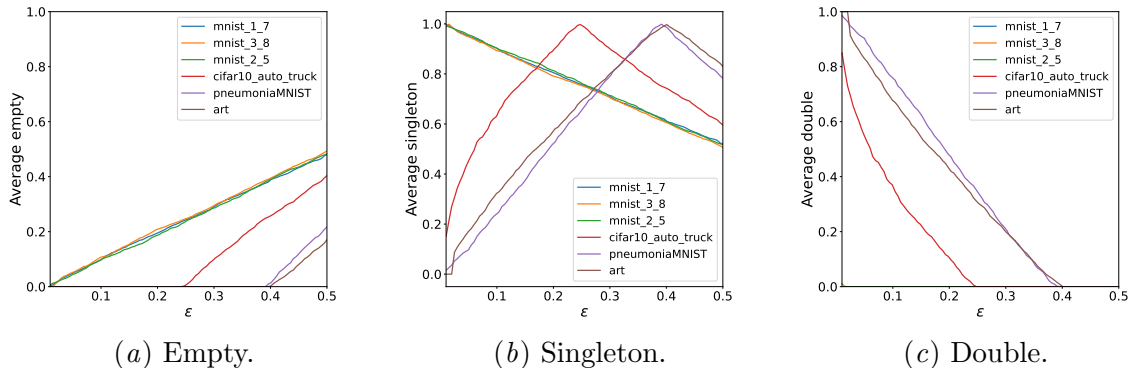 Average empty
1.0
0.8
0.6
0.4
0.2
0.0
0.1 0.2 0.3 0.4 0.5
ε
mnist_1_7
mnist_3_8
mnist_2_5
cifar10_auto_truck
pneumoniaMNIST
art
(a) Empty.
Average singleton
1.0
0.8
0.6
0.4
0.2
0.0
0.1 0.2 0.3 0.4 0.5
ε
mnist_1_7
mnist_3_8
mnist_2_5
cifar10_auto_truck
pneumoniaMNIST
art
(b) Singleton.
Average double
1.0
0.8
0.6
0.4
0.2
0.0
0.1 0.2 0.3 0.4 0.5
ε
mnist_1_7
mnist_3_8
mnist_2_5
cifar10_auto_truck
pneumoniaMNIST
art
(c) Double.